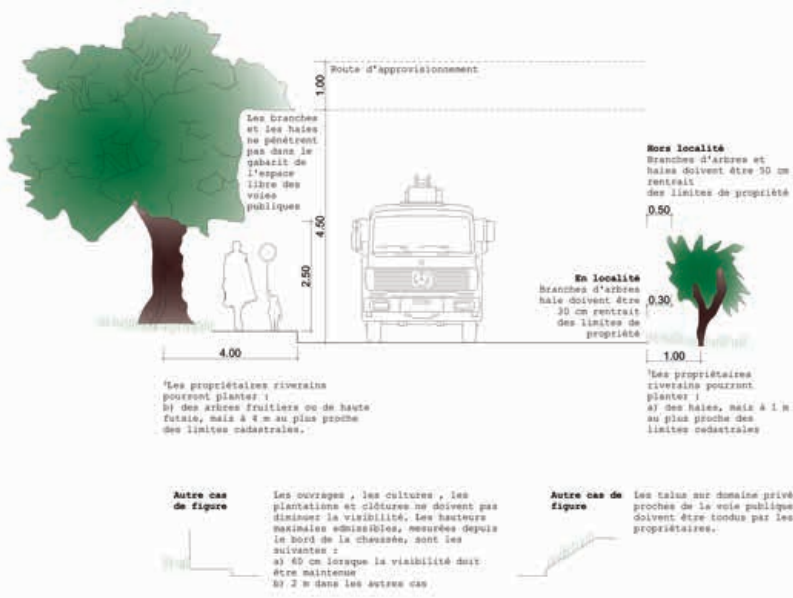 Route d'approvisionnement
1.00
Les branches
et les haies
ne pénètrent
pas dans le
gabarit de
l'espace
libre des
voies
publiques
4.50
2.50
4.00
Hors localité
Branches d'arbres et
haies doivent être 50 cm
rentrait
des limites de propriété
0.50
En localité
Branches d'arbres
haie doivent être
30 cm rentrait
des limites de
propriété
0.30
1.00
²Les propriétaires riverains
pourront planter :
b) des arbres fruitiers ou de haute
futaie, mais à 4 m au plus proche
des limites cadastrales.
²Les propriétaires
riverains pourront
planter :
a) des haies, mais à 1 m
au plus proche des
limites cadastrales
Autre cas
de figure
Les ouvrages , les cultures , les
plantations et clôtures ne doivent pas
diminuer la visibilité. Les hauteurs
maximales admissibles, mesurées depuis
le bord de la chaussée, sont les
suivantes :
a) 60 cm lorsque la visibilité doit
être maintenue
b) 2 m dans les autres cas
Autre cas de
figure
Les talus sur domaine privé
proches de la voie publique
doivent être tondus par les
propriétaires.